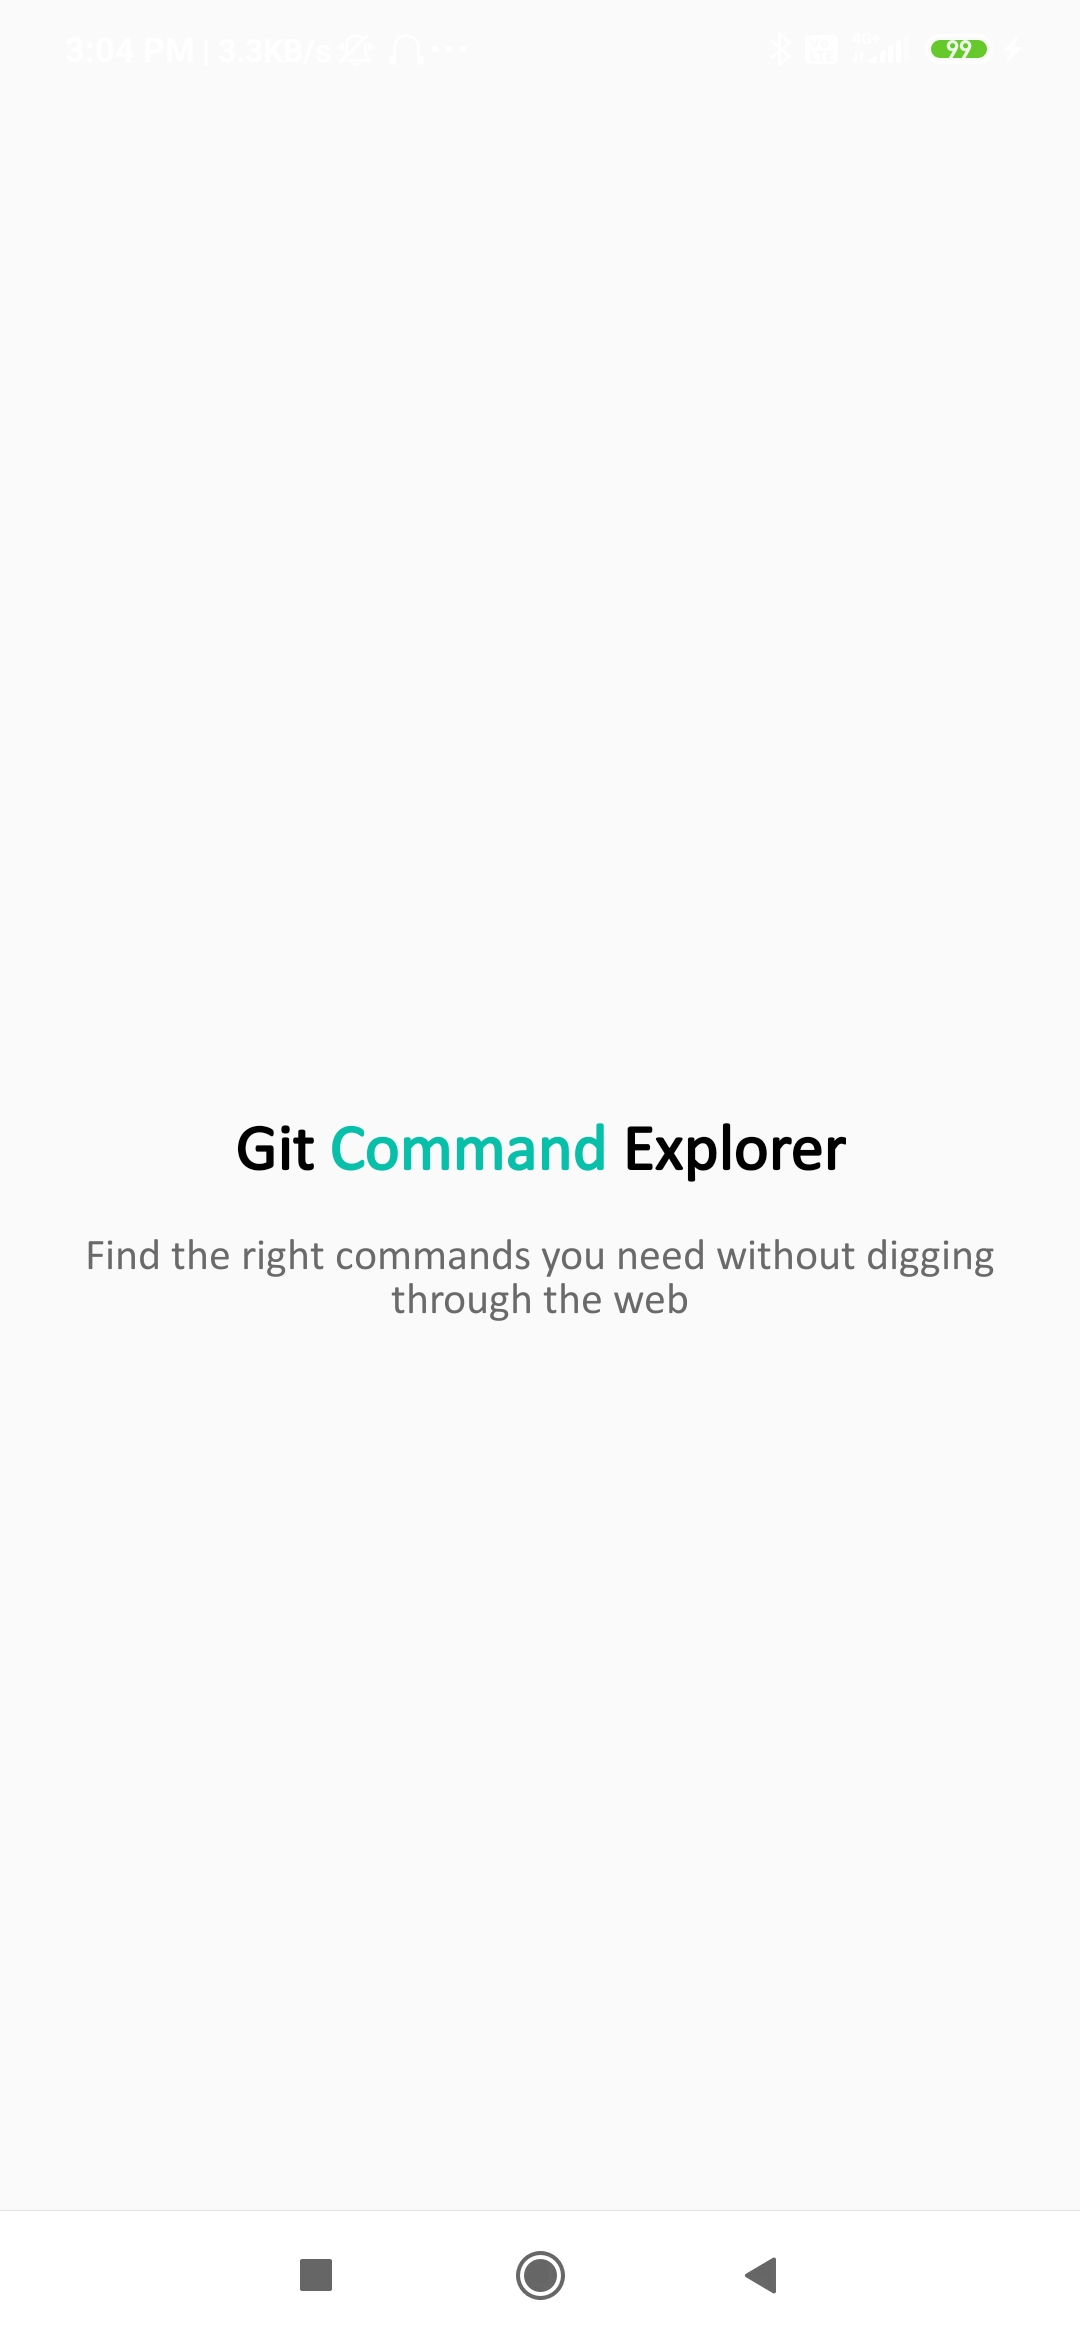 3:04 PM | 3.3KB/s
4G+
99
Git Command Explorer
Find the right commands you need without digging
through the web